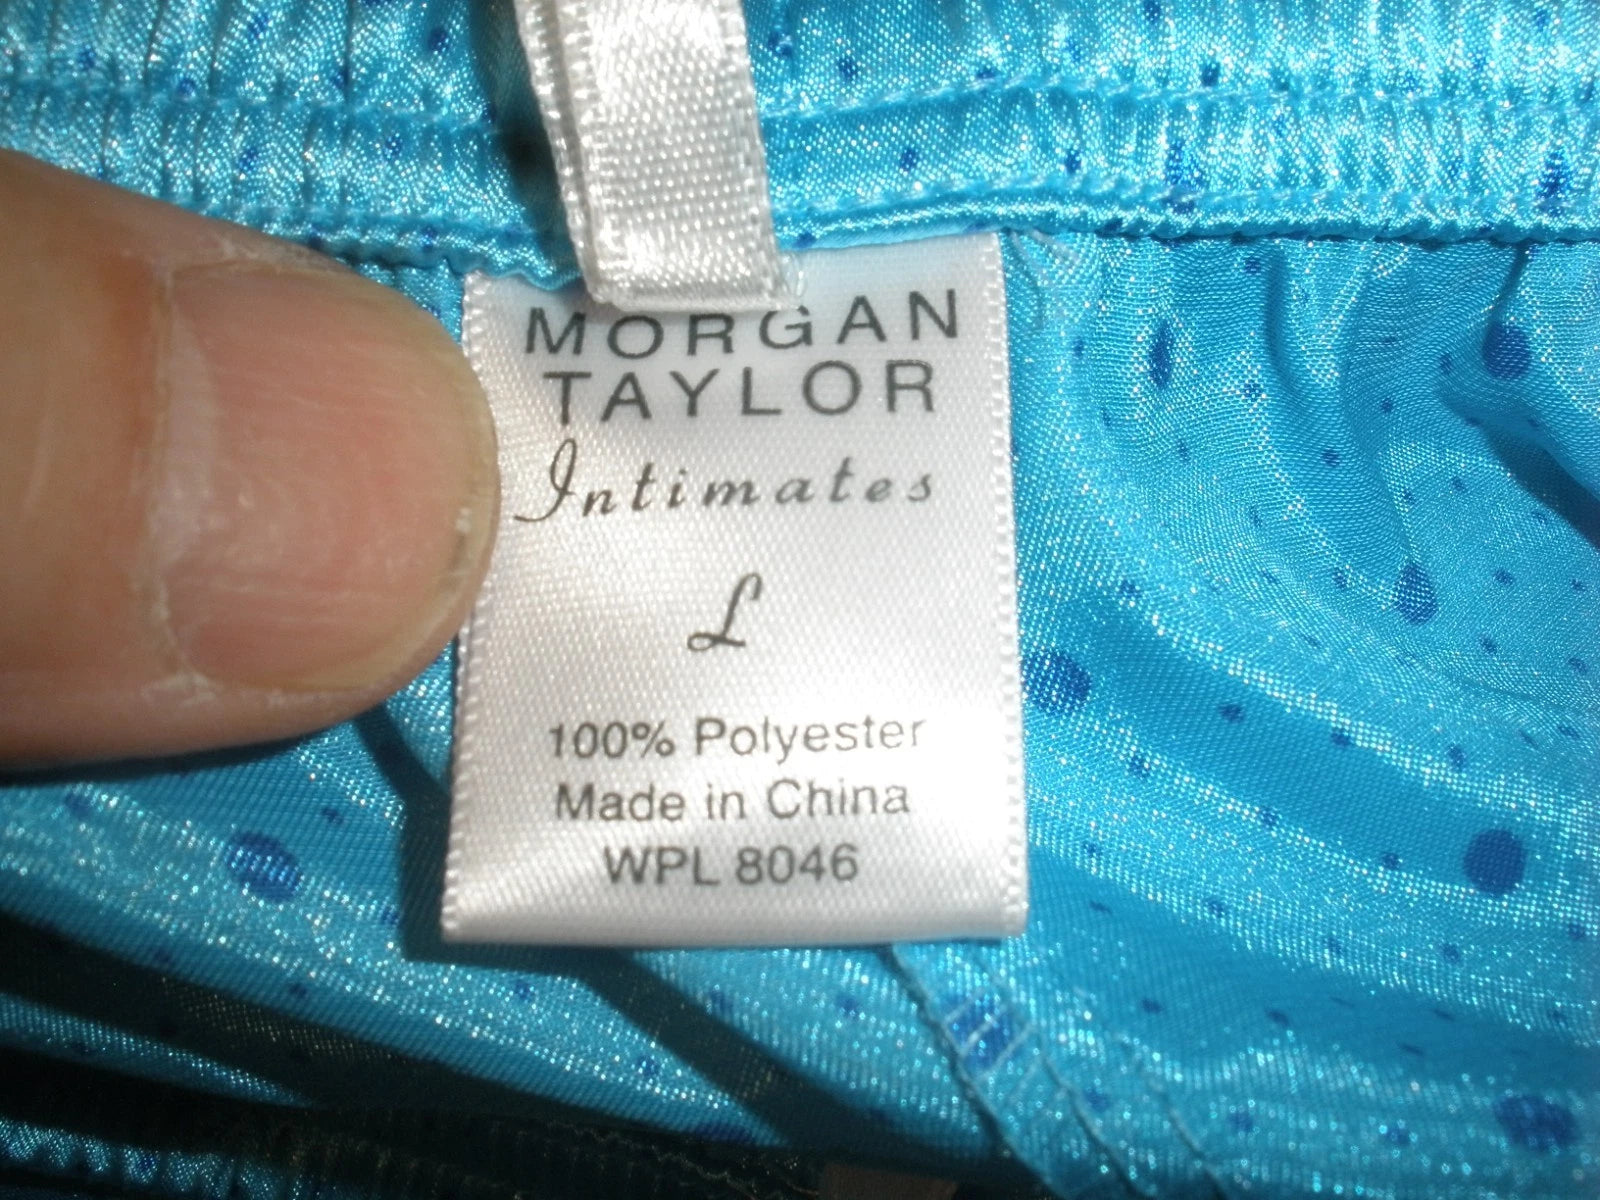 MORGAN
TAYLOR
Intimates
L
100% Polyester
Made in China
WPL 8046